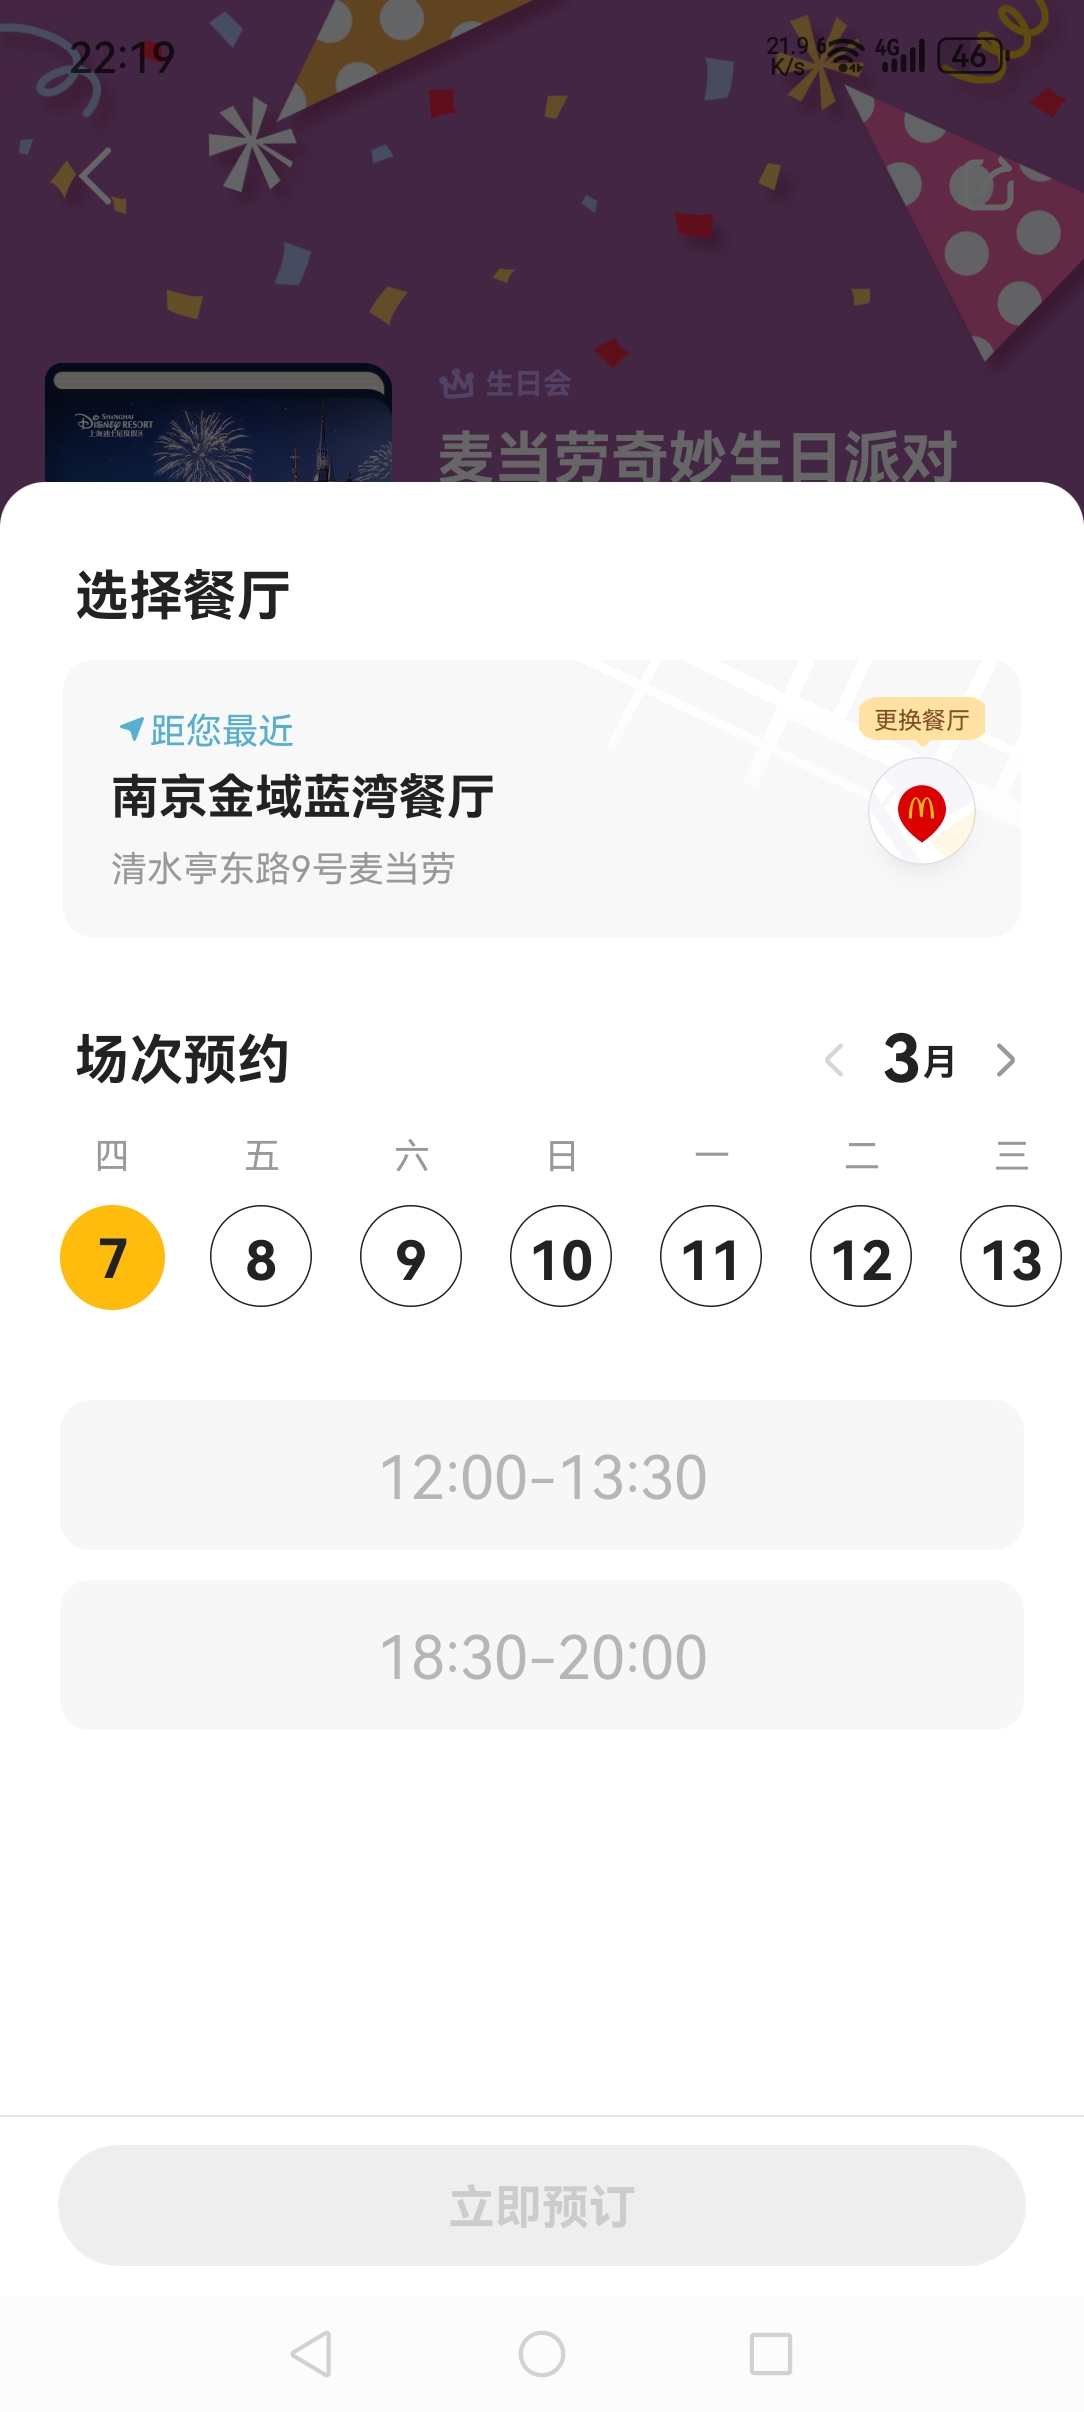 22:19
21.9
K/s
6
4G
46
生日会
麦当劳奇妙生日派对
SHANGHAI
DISNEY RESORT
上海迪士尼度假区
选择餐厅
距您最近
更换餐厅
南京金域蓝湾餐厅
清水亭东路9号麦当劳
场次预约
3月
四 五 六 日 一 二 三
7 8 9 10 11 12 13
12:00-13:30
18:30-20:00
立即预订